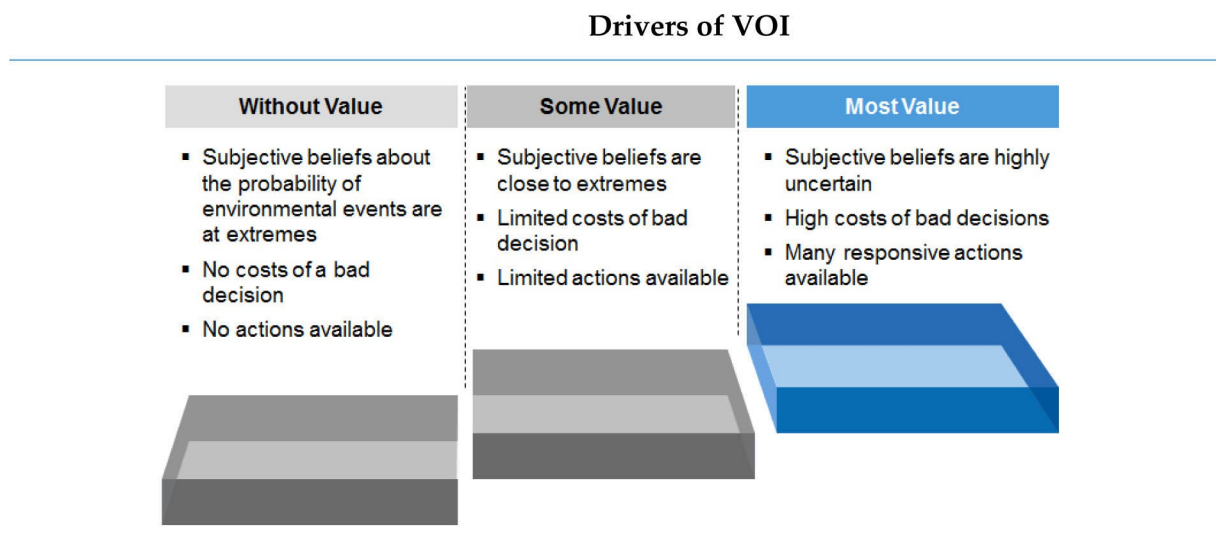 Drivers of VOI
Without Value
▪ Subjective beliefs about
the probability of
environmental events are
at extremes
▪ No costs of a bad
decision
▪ No actions available
Some Value
▪ Subjective beliefs are
close to extremes
▪ Limited costs of bad
decision
▪ Limited actions available
Most Value
▪ Subjective beliefs are highly
uncertain
▪ High costs of bad decisions
▪ Many responsive actions
available